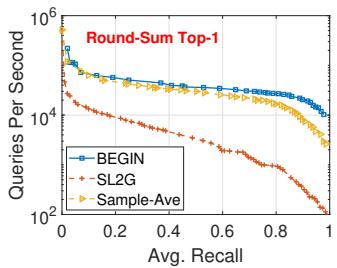 10^6
Round-Sum Top-1
10^4
10^2
Queries Per Second
BEGIN
SL2G
Sample-Ave
0 0.2 0.4 0.6 0.8 1
Avg. Recall